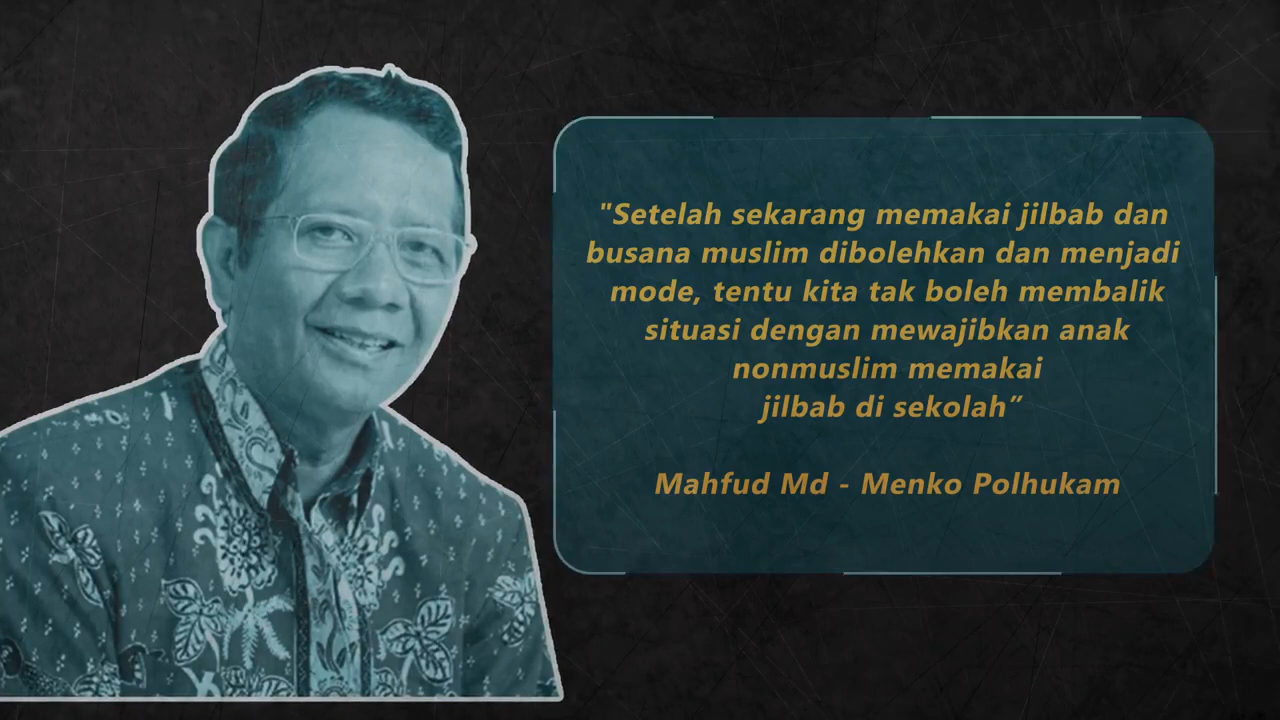 "Setelah sekarang memakai jilbab dan
busana muslim dibolehkan dan menjadi
mode, tentu kita tak boleh membalik
situasi dengan mewajibkan anak
nonmuslim memakai
jilbab di sekolah”
Mahfud Md - Menko Polhukam